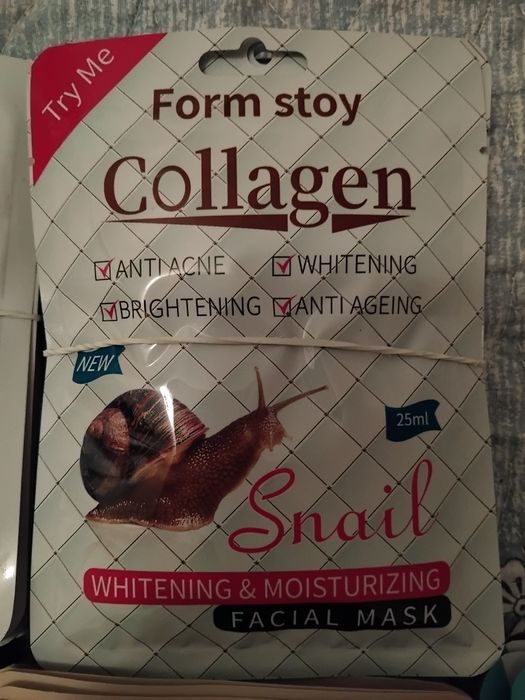 Try Me
Form stoy
Collagen
ANTI ACNE WHITENING
BRIGHTENING ANTI AGEING
NEW
25ml
Snail
WHITENING & MOISTURIZING
FACIAL MASK